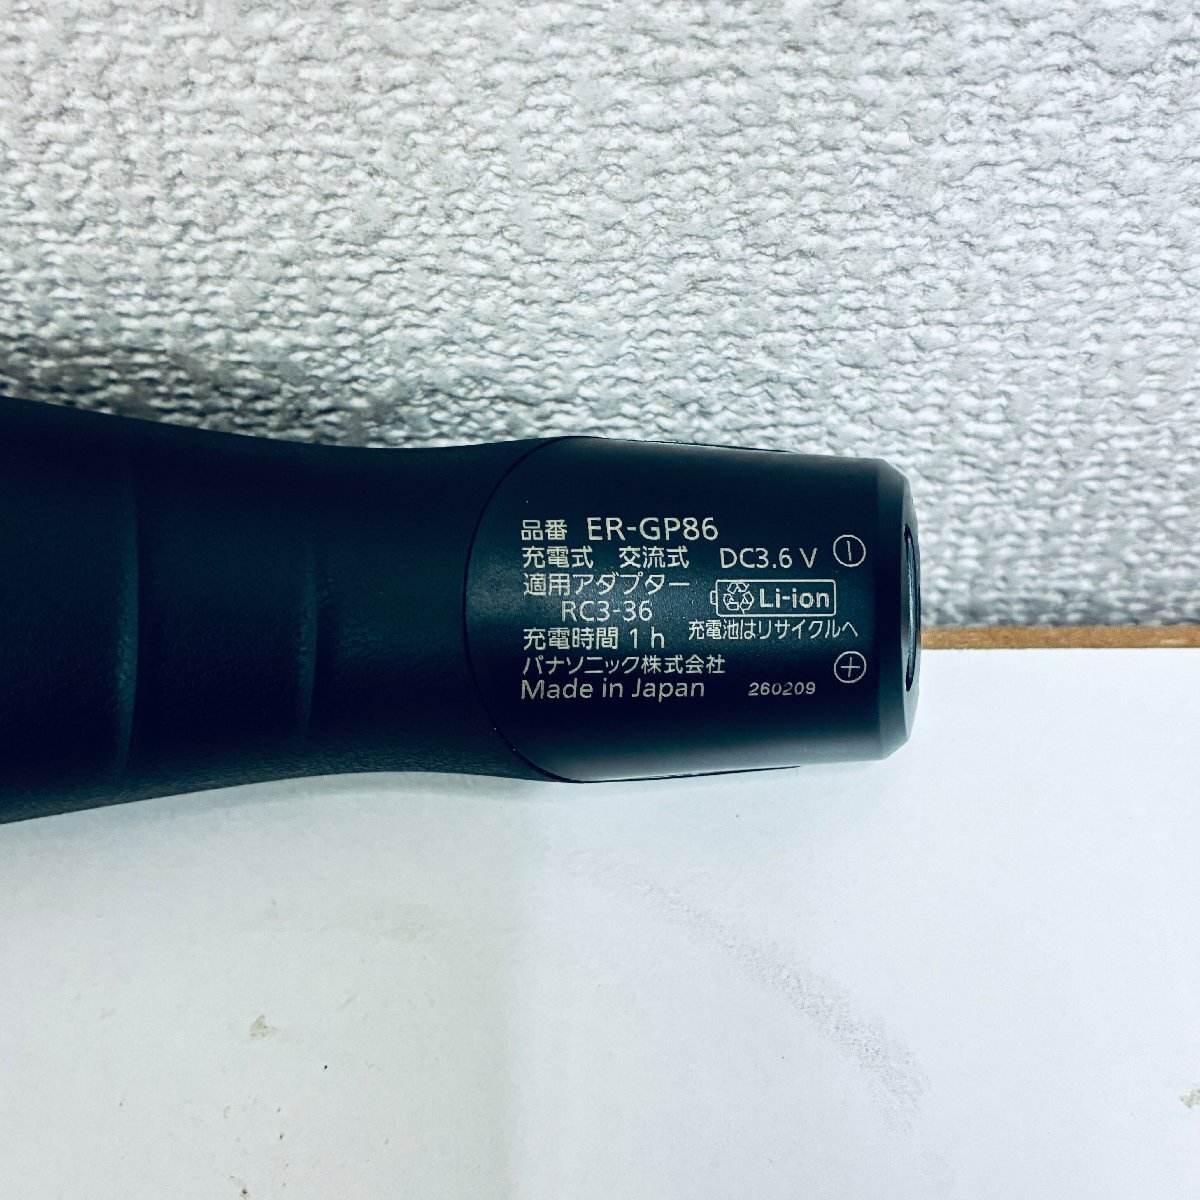 品番 ER-GP86
充電式 交流式 DC3.6 V
適用アダプター
RC3-36
Li-ion
充電時間 1 h
充電池はリサイクルへ
パナソニック株式会社
Made in Japan 260209